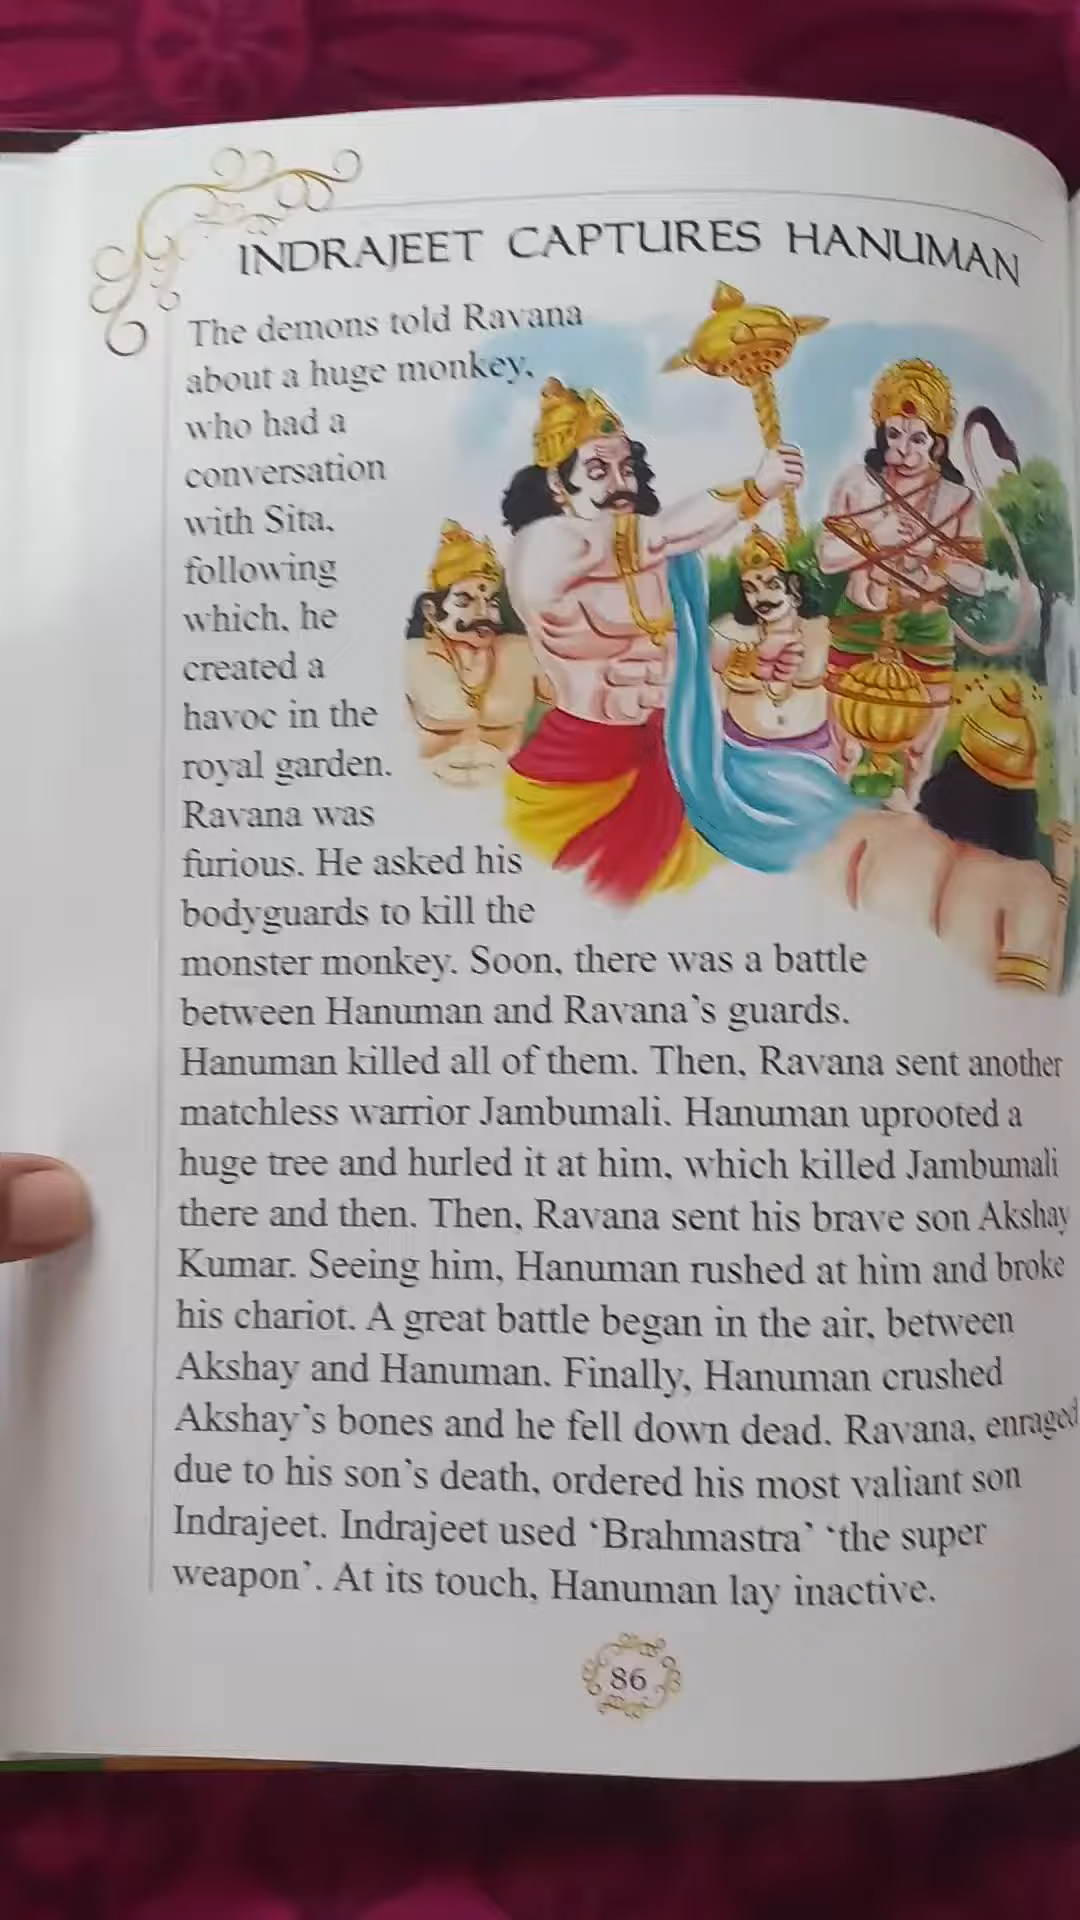 INDRAJEET CAPTURES HANUMAN
The demons told Ravana
about a huge monkey,
who had a
conversation
with Sita,
following
which, he
created a
havoc in the
royal garden.
Ravana was
furious. He asked his
bodyguards to kill the
monster monkey. Soon, there was a battle
between Hanuman and Ravana's guards.
Hanuman killed all of them. Then, Ravana sent another
matchless warrior Jambumali. Hanuman uprooted a
huge tree and hurled it at him, which killed Jambumali
there and then. Then, Ravana sent his brave son Akshay
Kumar. Seeing him, Hanuman rushed at him and broke
his chariot. A great battle began in the air, between
Akshay and Hanuman. Finally, Hanuman crushed
Akshay's bones and he fell down dead. Ravana, enraged
due to his son's death, ordered his most valiant son
Indrajeet. Indrajeet used ‘Brahmastra’ ‘the super
weapon’. At its touch, Hanuman lay inactive.
86